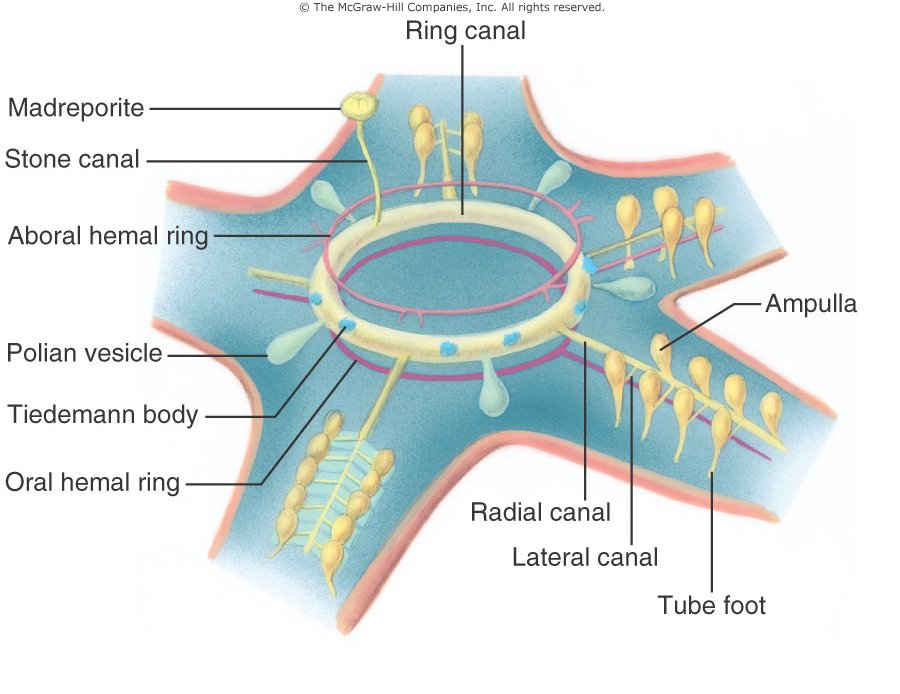 © The McGraw-Hill Companies, Inc. All rights reserved.
Ring canal
Madreporite
Stone canal
Aboral hemal ring
Ampulla
Polian vesicle
Tiedemann body
Oral hemal ring
Radial canal
Lateral canal
Tube foot